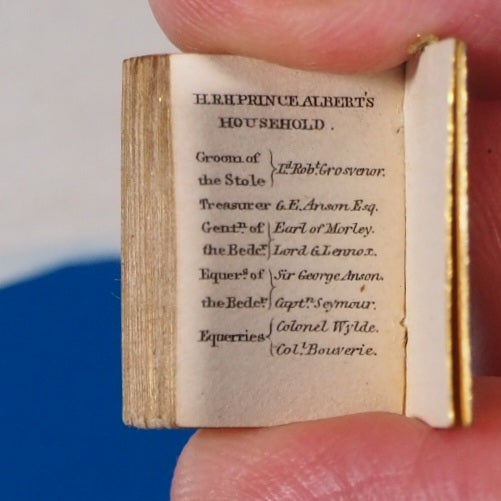 H.R.H PRINCE ALBERT'S
HOUSEHOLD.
Groom of
the Stole } Ld. Robt. Grosvenor.
Treasurer G. E. Anson Esq.
Gentn. of } Earl of Morley.
the Bedcr. Lord G Lennox.
Equers. of } Sir George Anson.
the Bedcr. Captn. Seymour.
Equerries { Colonel Wylde.
Col. Bouverie.